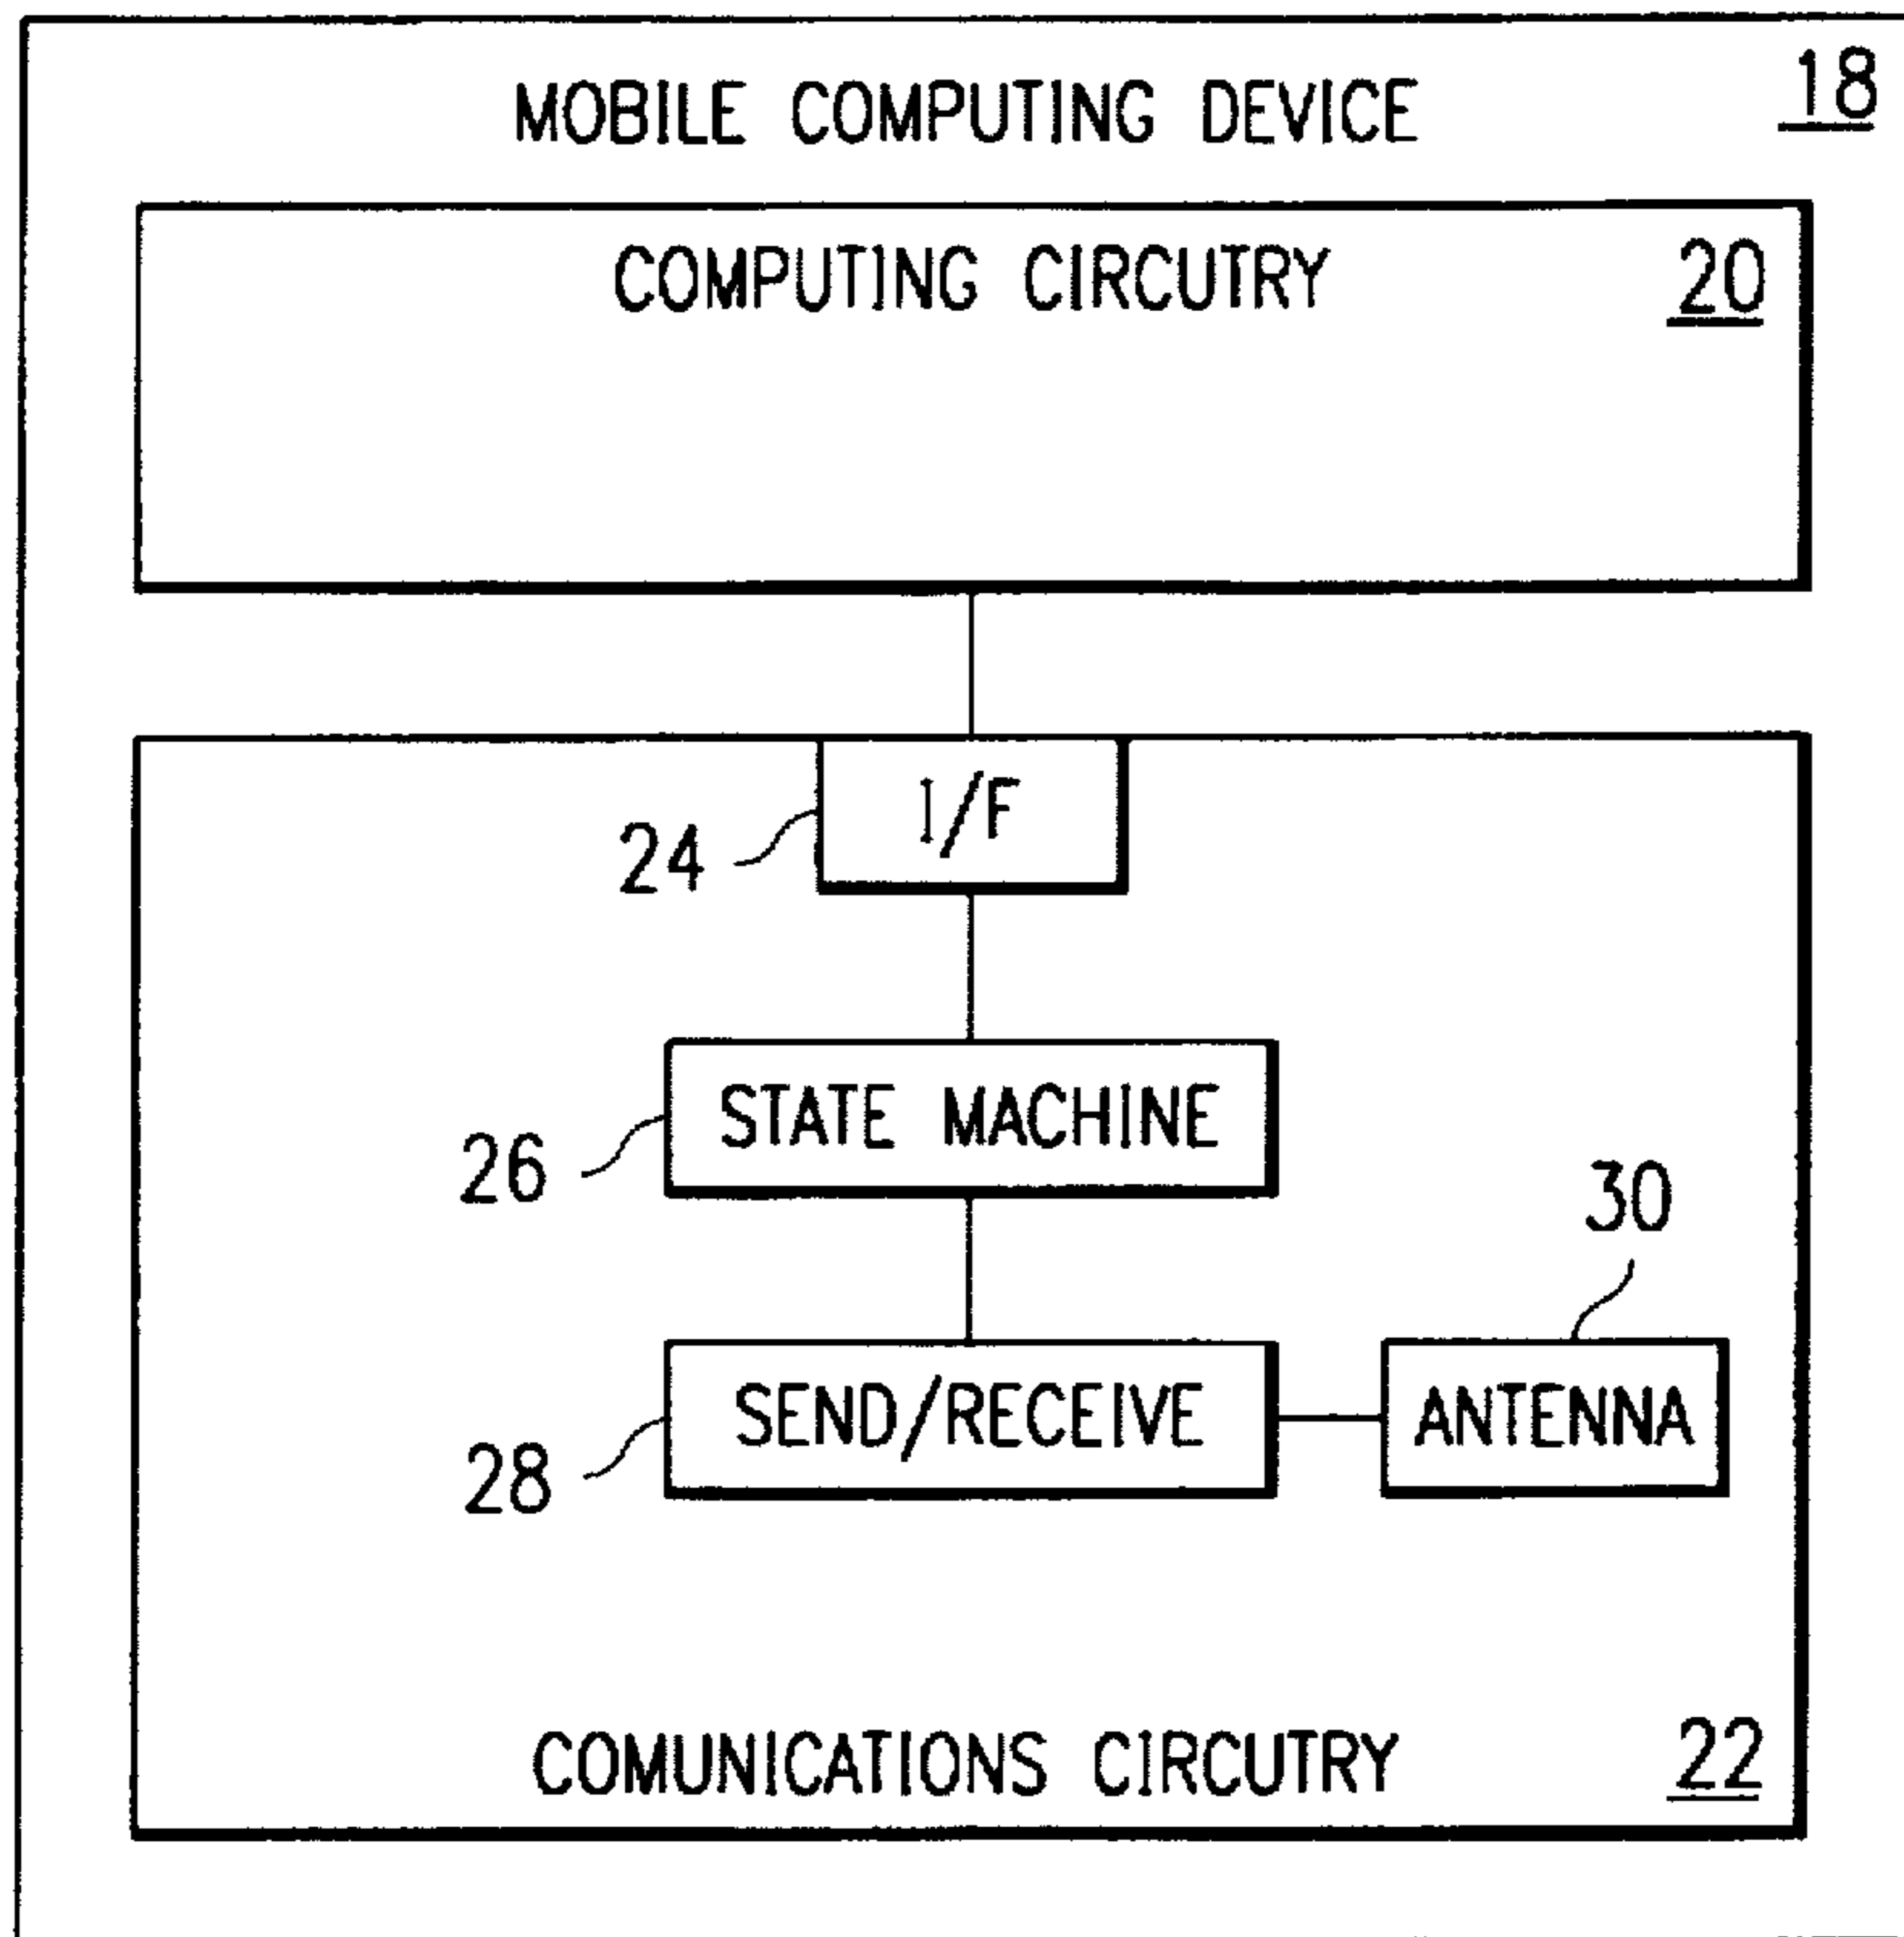 MOBILE COMPUTING DEVICE 18
COMPUTING CIRCUTRY 20
I/F
24
STATE MACHINE
26
30
SEND/RECEIVE
ANTENNA
28
COMUNICATIONS CIRCUTRY 22